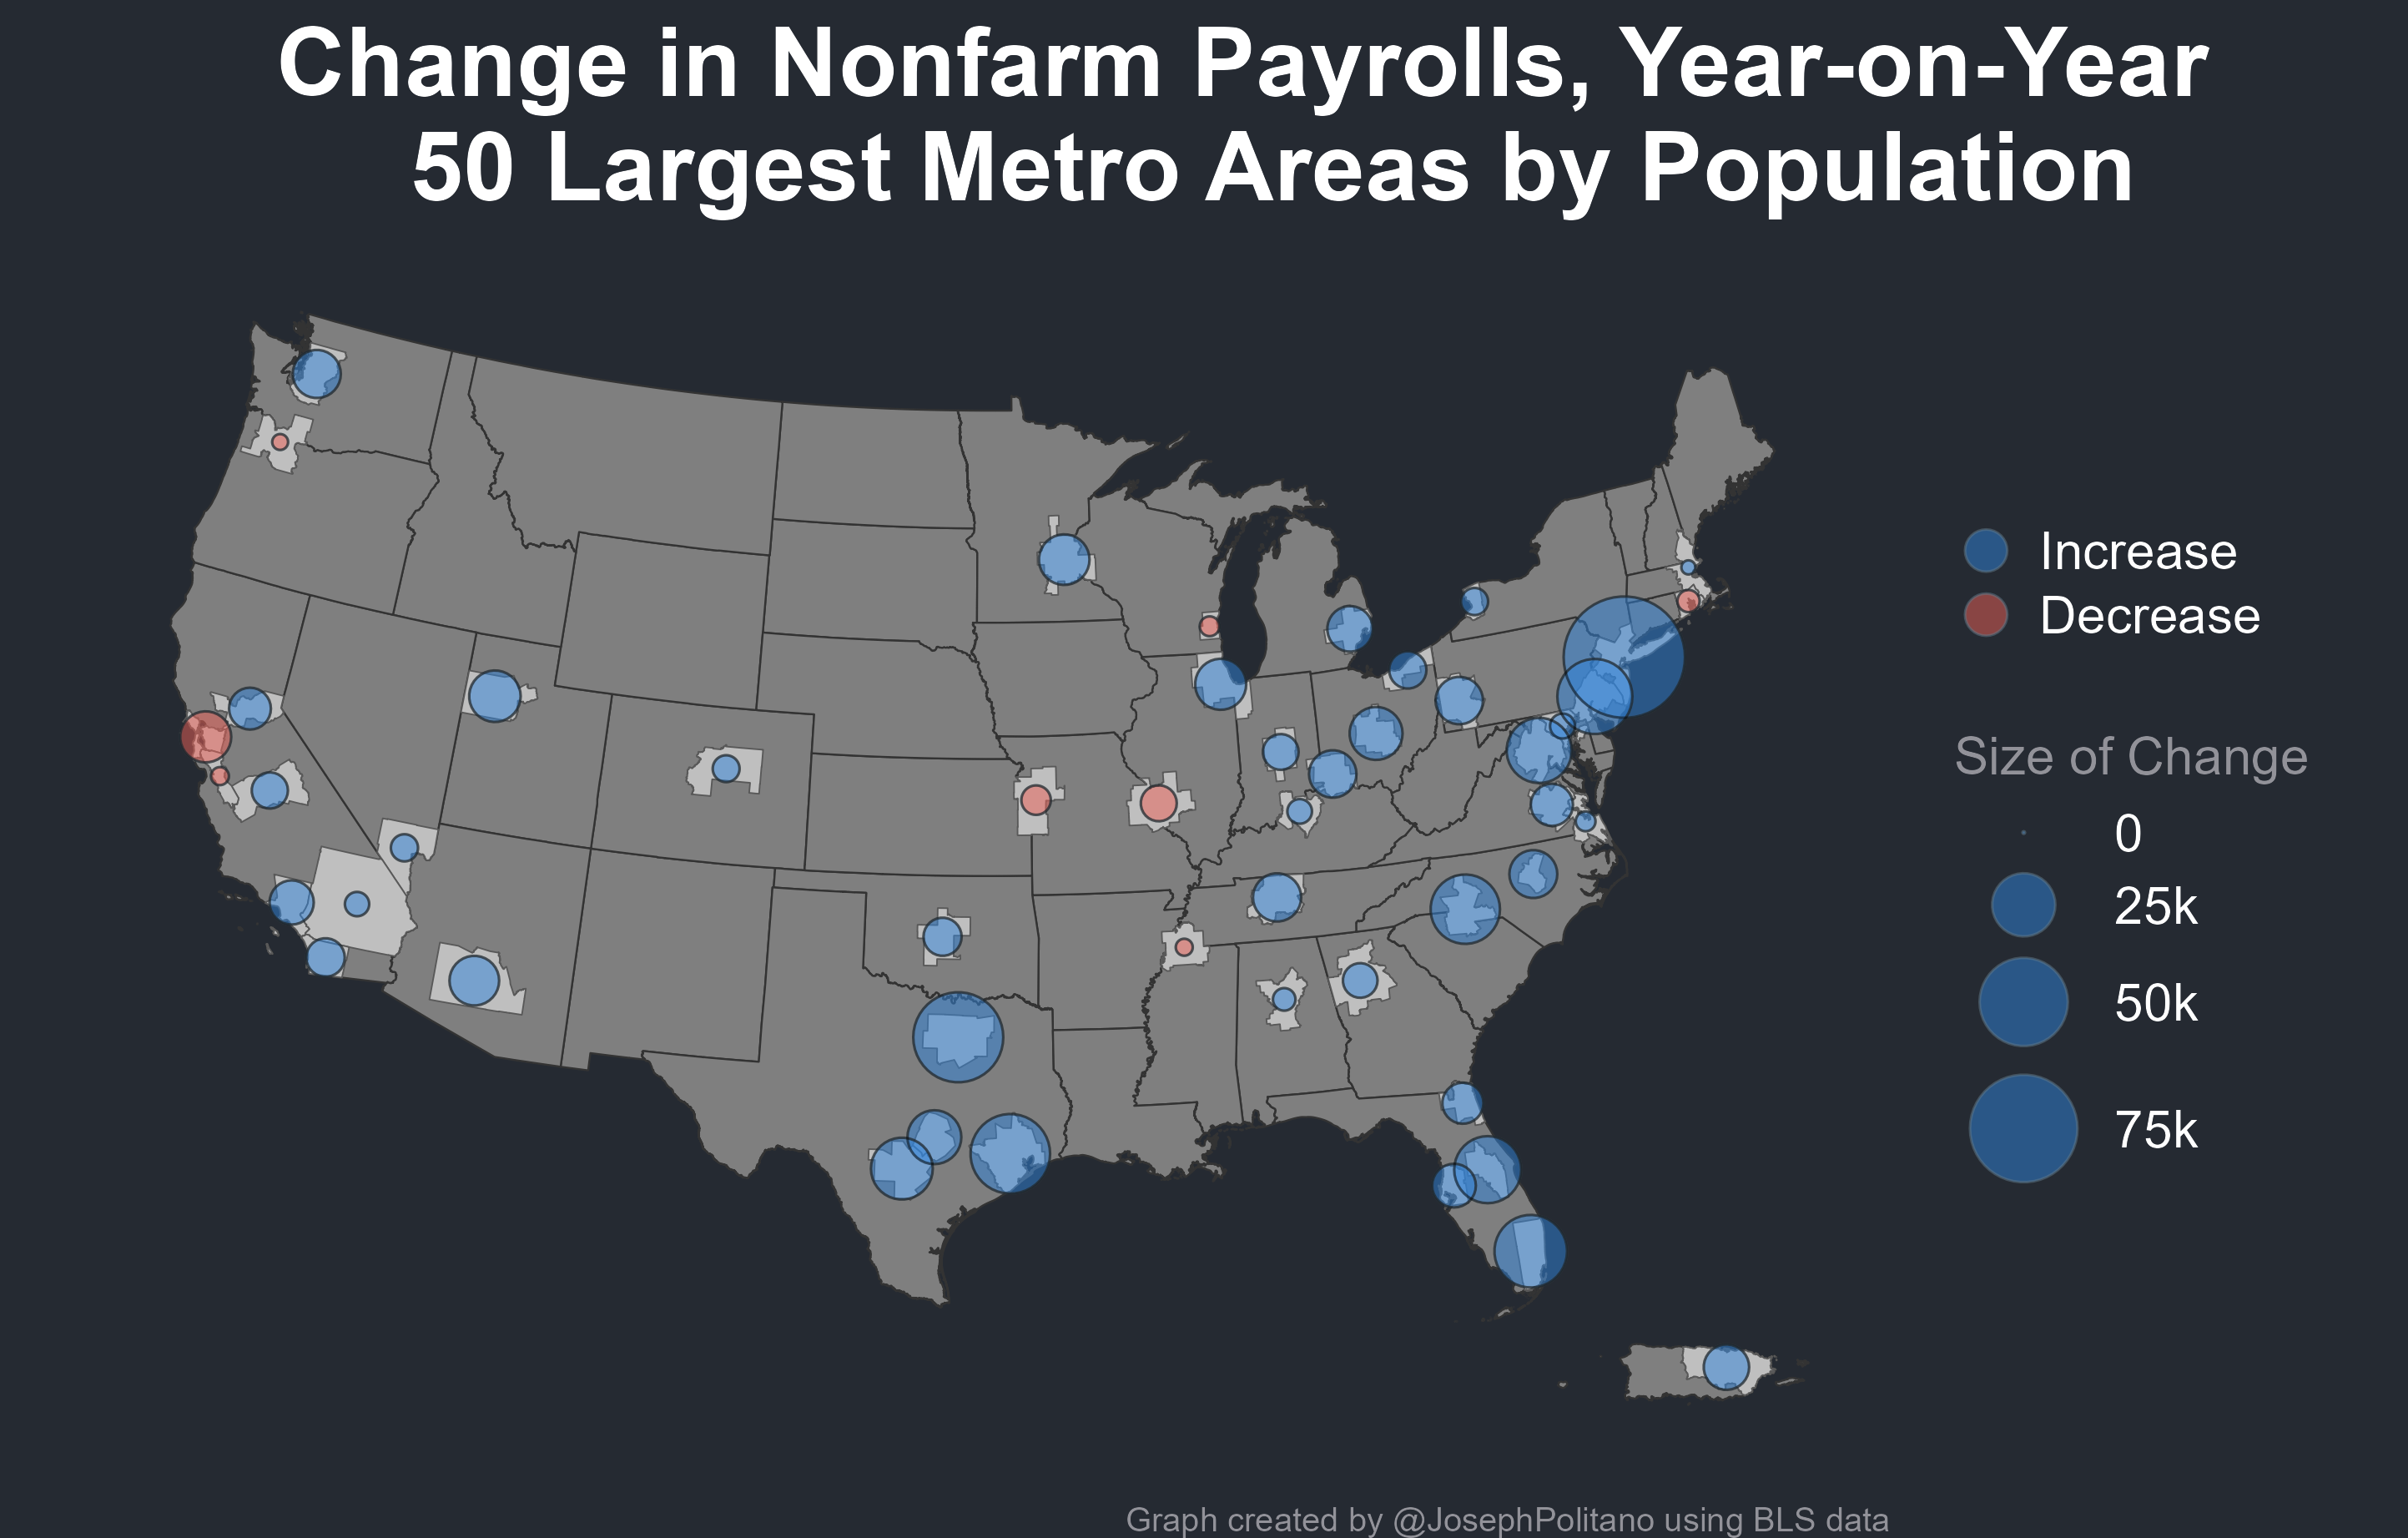 Change in Nonfarm Payrolls, Year-on-Year
50 Largest Metro Areas by Population
Increase
Decrease
Size of Change
0
25k
50k
75k
Graph created by @JosephPolitano using BLS data